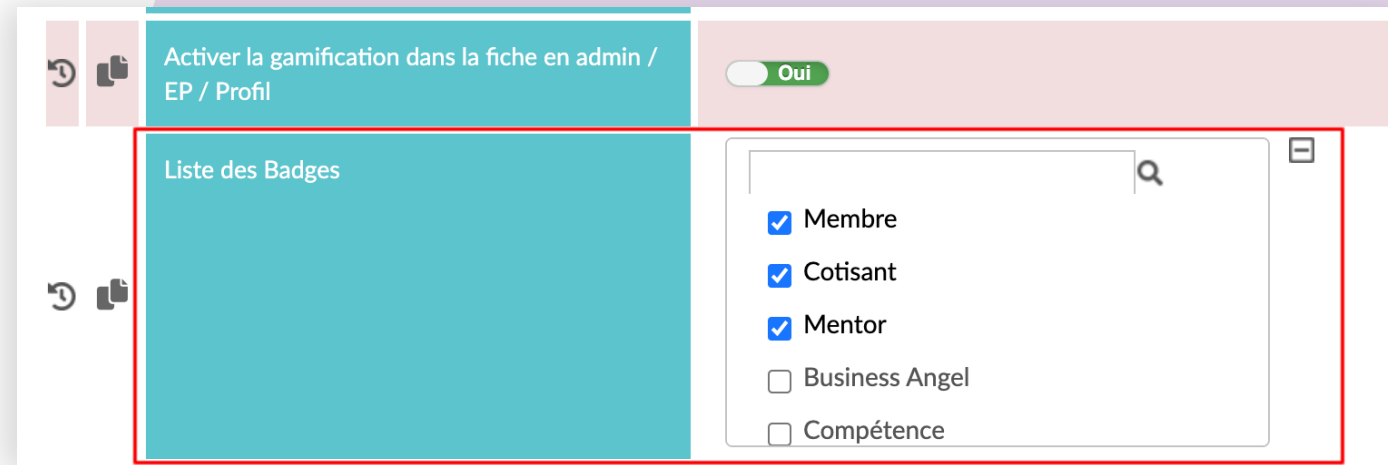 Activer la gamification dans la fiche en admin /
EP / Profil
Oui
Liste des Badges
Membre
Cotisant
Mentor
Business Angel
Compétence